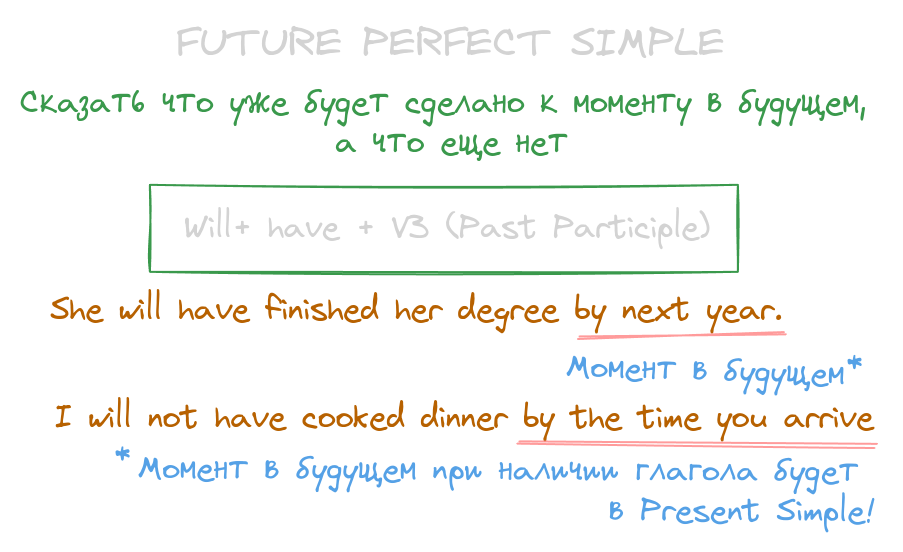 FUTURE PERFECT SIMPLE
Сказать что уже будет сделано к моменту в будущем,
а что еще нет
Will+ have + V3 (Past Participle)
She will have finished her degree by next year.
Момент в будущем*
I will not have cooked dinner by the time you arrive
* Момент в будущем при наличии глагола будет
в Present Simple!